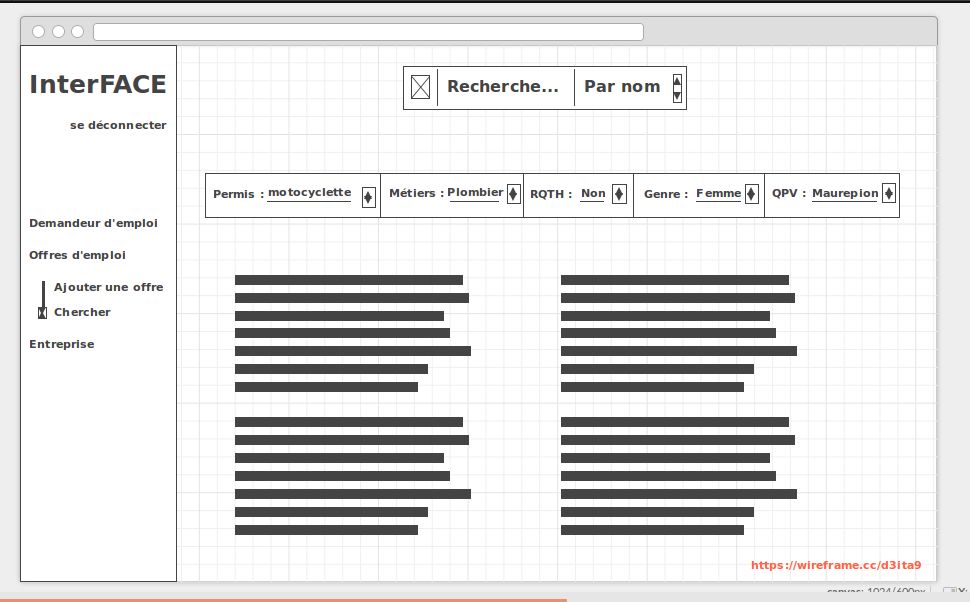 InterFACE
se déconnecter
Recherche... Par nom
Permis : motocyclette Métiers : Plombier RQTH : Non Genre : Femme QPV : Maurepion
Demandeur d'emploi
Offres d'emploi
Ajouter une offre
Chercher
Entreprise
https://wireframe.cc/d3ita9
canvas: 1024/600px